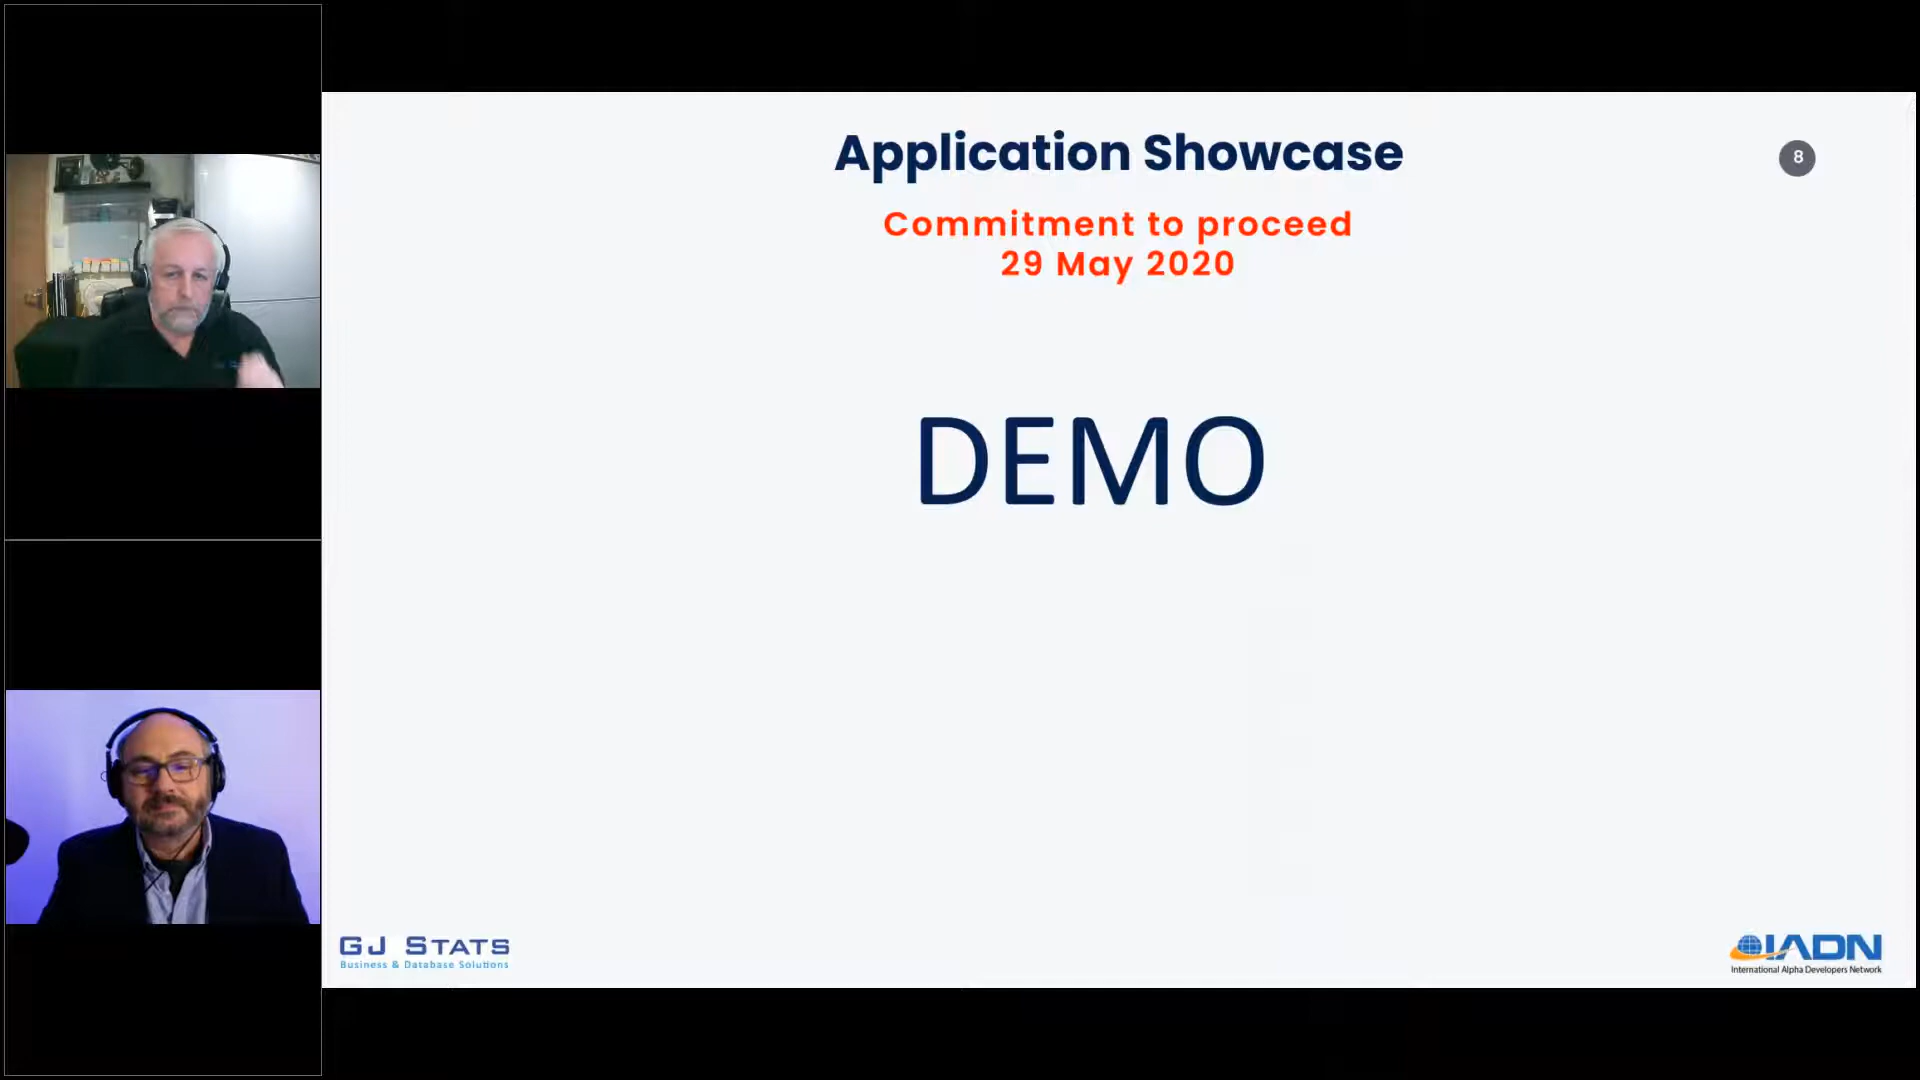 Application Showcase
8
Commitment to proceed
29 May 2020
DEMO
GJ STATS
Business & Database Solutions
IADN
International Alpha Developers Network